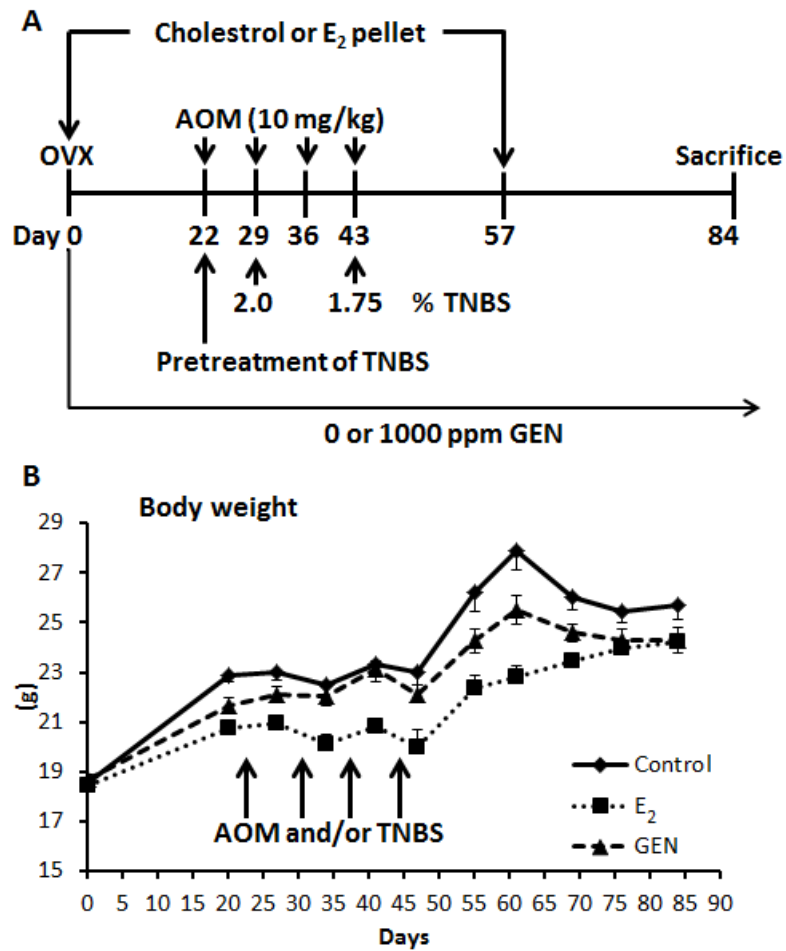 A
Cholestrol or E₂ pellet
AOM (10 mg/kg)
OVX
Sacrifice
Day 0 22 29 36 43 57 84
2.0 1.75 % TNBS
Pretreatment of TNBS
0 or 1000 ppm GEN
B
Body weight
29
27
25
23
21
19
17
15
(g)
AOM and/or TNBS
Control
E₂
GEN
0 5 10 15 20 25 30 35 40 45 50 55 60 65 70 75 80 85 90
Days